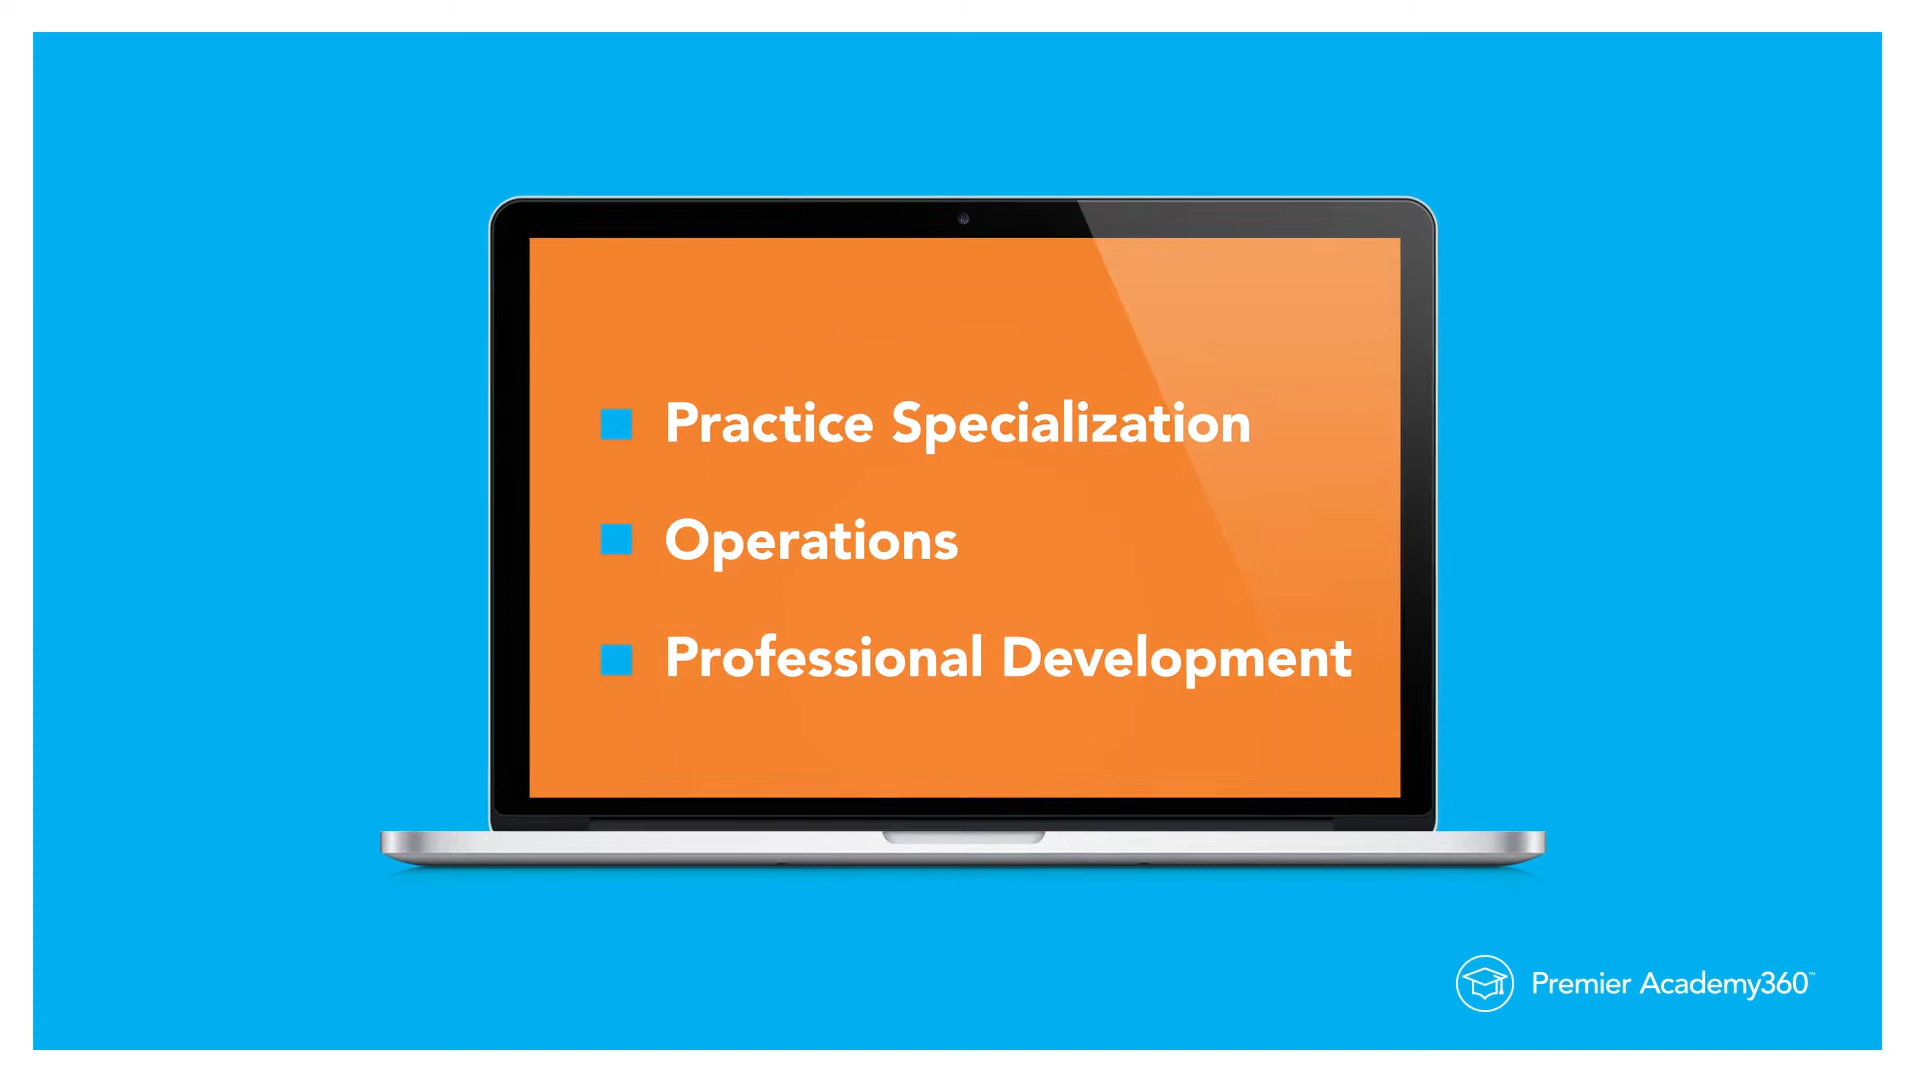 Practice Specialization
Operations
Professional Development
Premier Academy360™